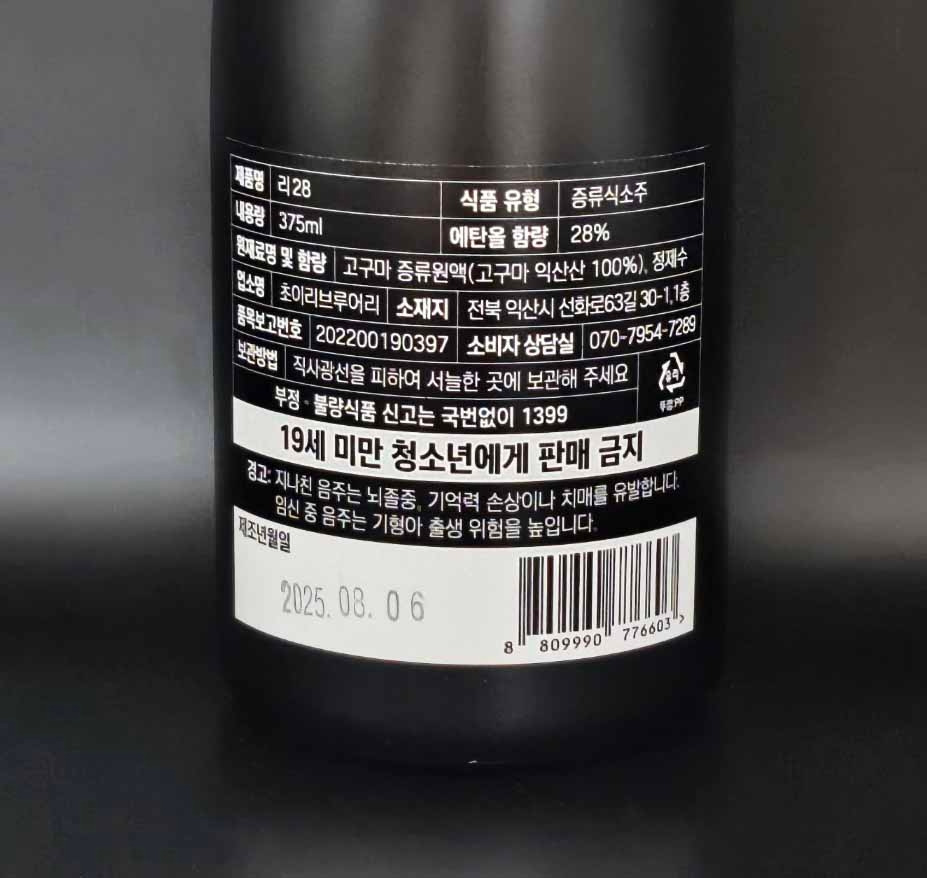 제품명 리28 식품 유형 증류식소주
내용량 375ml 에탄올 함량 28%
원재료명 및 함량 고구마 증류원액(고구마 익산산 100%), 정제수
업소명 초이리브루어리 소재지 전북 익산시 선화로63길 30-1,1층
품목보고번호 202200190397 소비자 상담실 070-7954-7289
보관방법 직사광선을 피하여 서늘한 곳에 보관해 주세요
뚜껑:PP
부정·불량식품 신고는 국번없이 1399
19세 미만 청소년에게 판매 금지
경고: 지나친 음주는 뇌졸중, 기억력 손상이나 치매를 유발합니다.
임신 중 음주는 기형아 출생 위험을 높입니다.
제조년월일
2025. 08. 06
8 809990 776603 >